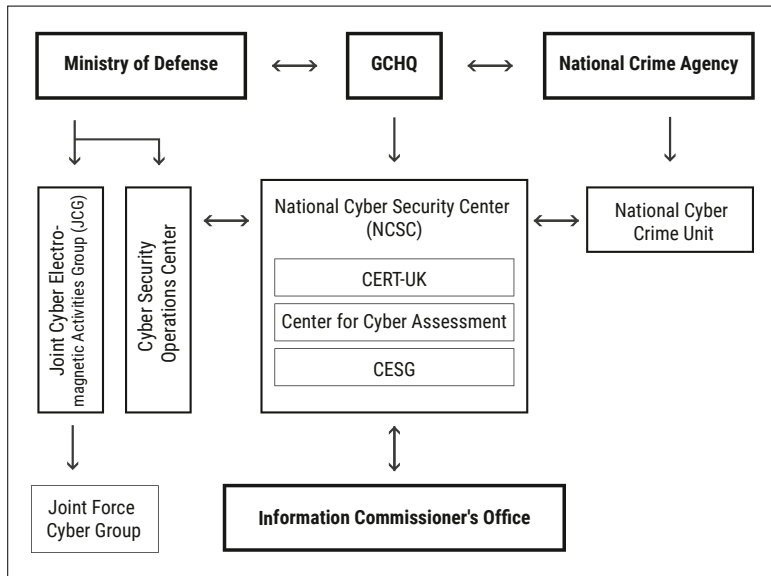 Ministry of Defense
GCHQ
National Crime Agency
Joint Cyber Electro-
magnetic Activities Group (JCG)
Cyber Security
Operations Center
National Cyber Security Center
(NCSC)
CERT-UK
Center for Cyber Assessment
CESG
National Cyber
Crime Unit
Joint Force
Cyber Group
Information Commissioner's Office